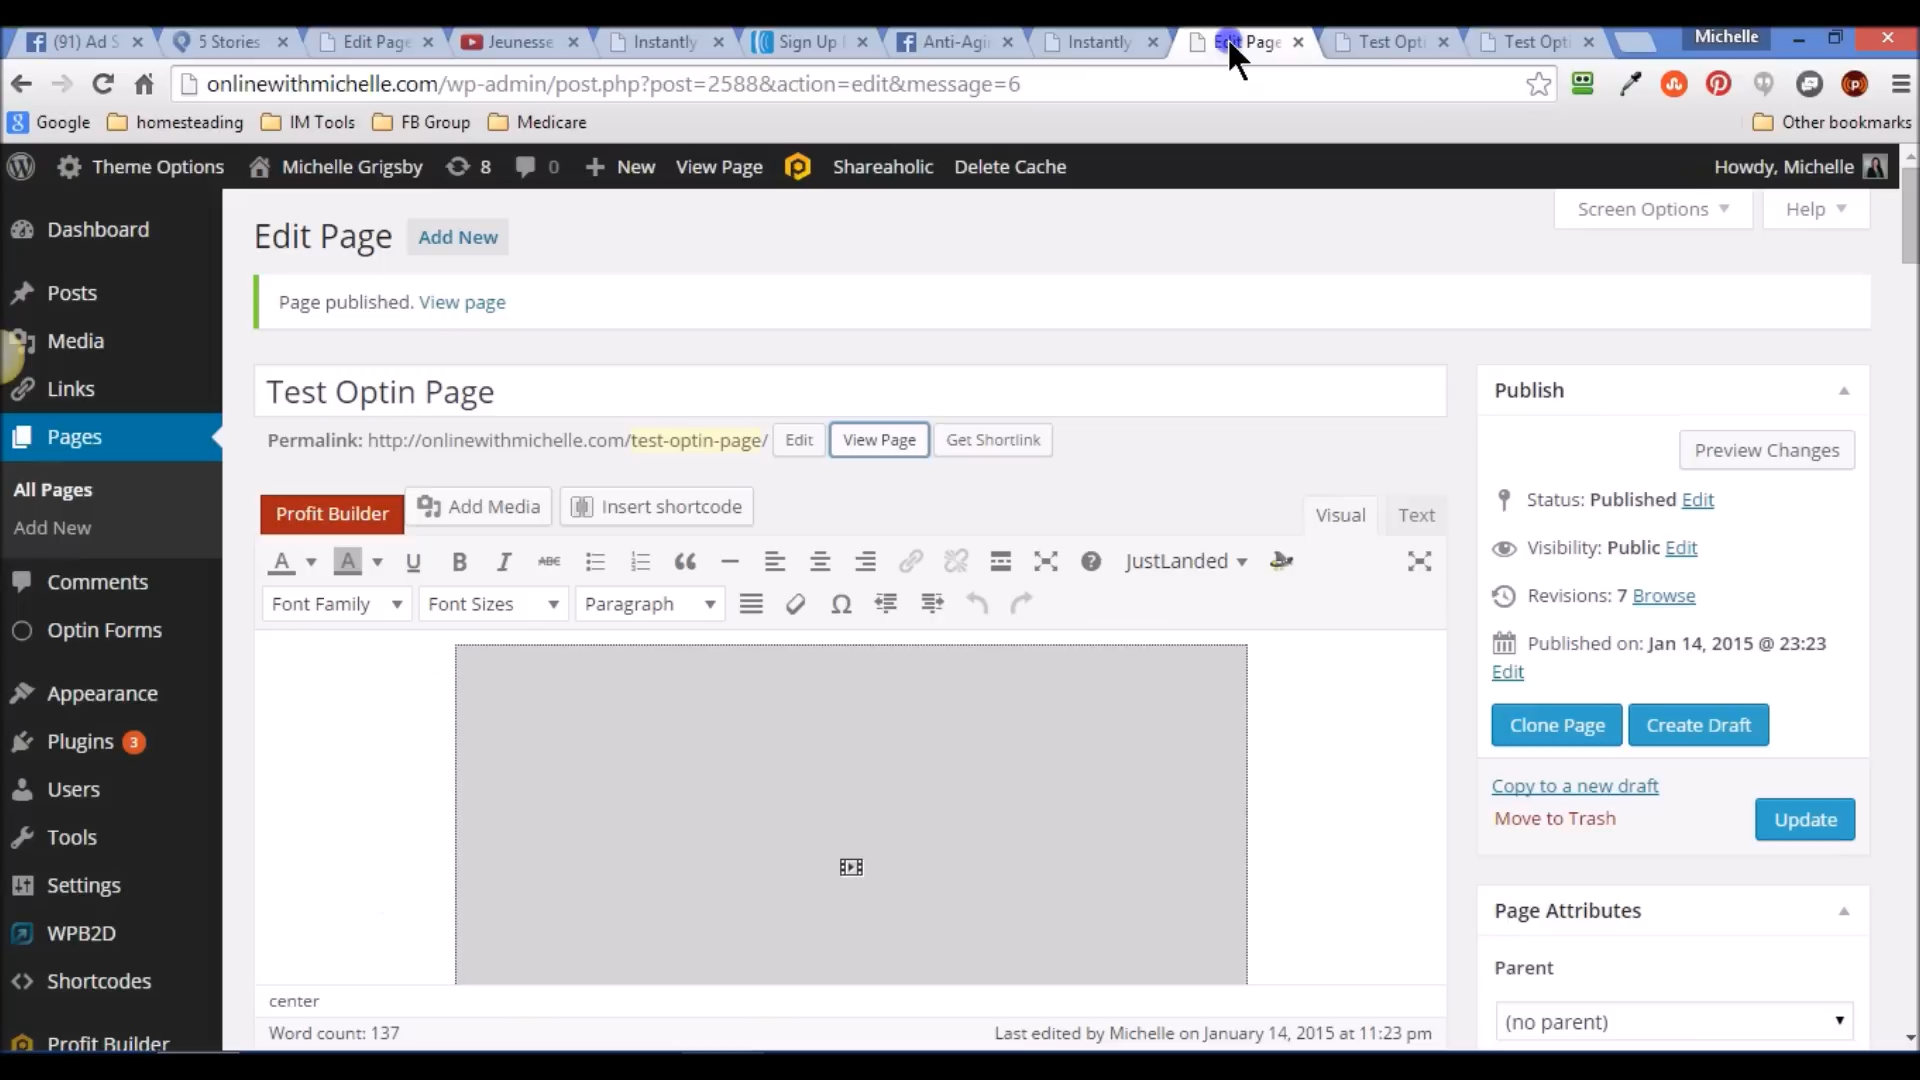 (91) Ad S
5 Stories
Edit Page
Jeunesse
Instantly
Sign Up
Anti-Agi
Instantly
Edit Page
Test Opti
Test Opti
Michelle
onlinewithmichelle.com/wp-admin/post.php?post=2588&action=edit&message=6
Google
homesteading
IM Tools
FB Group
Medicare
Other bookmarks
Theme Options
Michelle Grigsby
8
0
New
View Page
Shareaholic
Delete Cache
Howdy, Michelle
Screen Options
Help
Dashboard
Posts
Media
Links
Pages
All Pages
Add New
Comments
Optin Forms
Appearance
Plugins 3
Users
Tools
Settings
WPB2D
Shortcodes
Profit Builder
Edit Page Add New
Page published. View page
Test Optin Page
Permalink: http://onlinewithmichelle.com/test-optin-page/ Edit View Page Get Shortlink
Profit Builder Add Media Insert shortcode
Visual Text
A A U B I ABC JustLanded
Font Family Font Sizes Paragraph Ω
center
Word count: 137
Last edited by Michelle on January 14, 2015 at 11:23 pm
Publish
Preview Changes
Status: Published Edit
Visibility: Public Edit
Revisions: 7 Browse
Published on: Jan 14, 2015 @ 23:23
Edit
Clone Page Create Draft
Copy to a new draft
Move to Trash
Update
Page Attributes
Parent
(no parent)